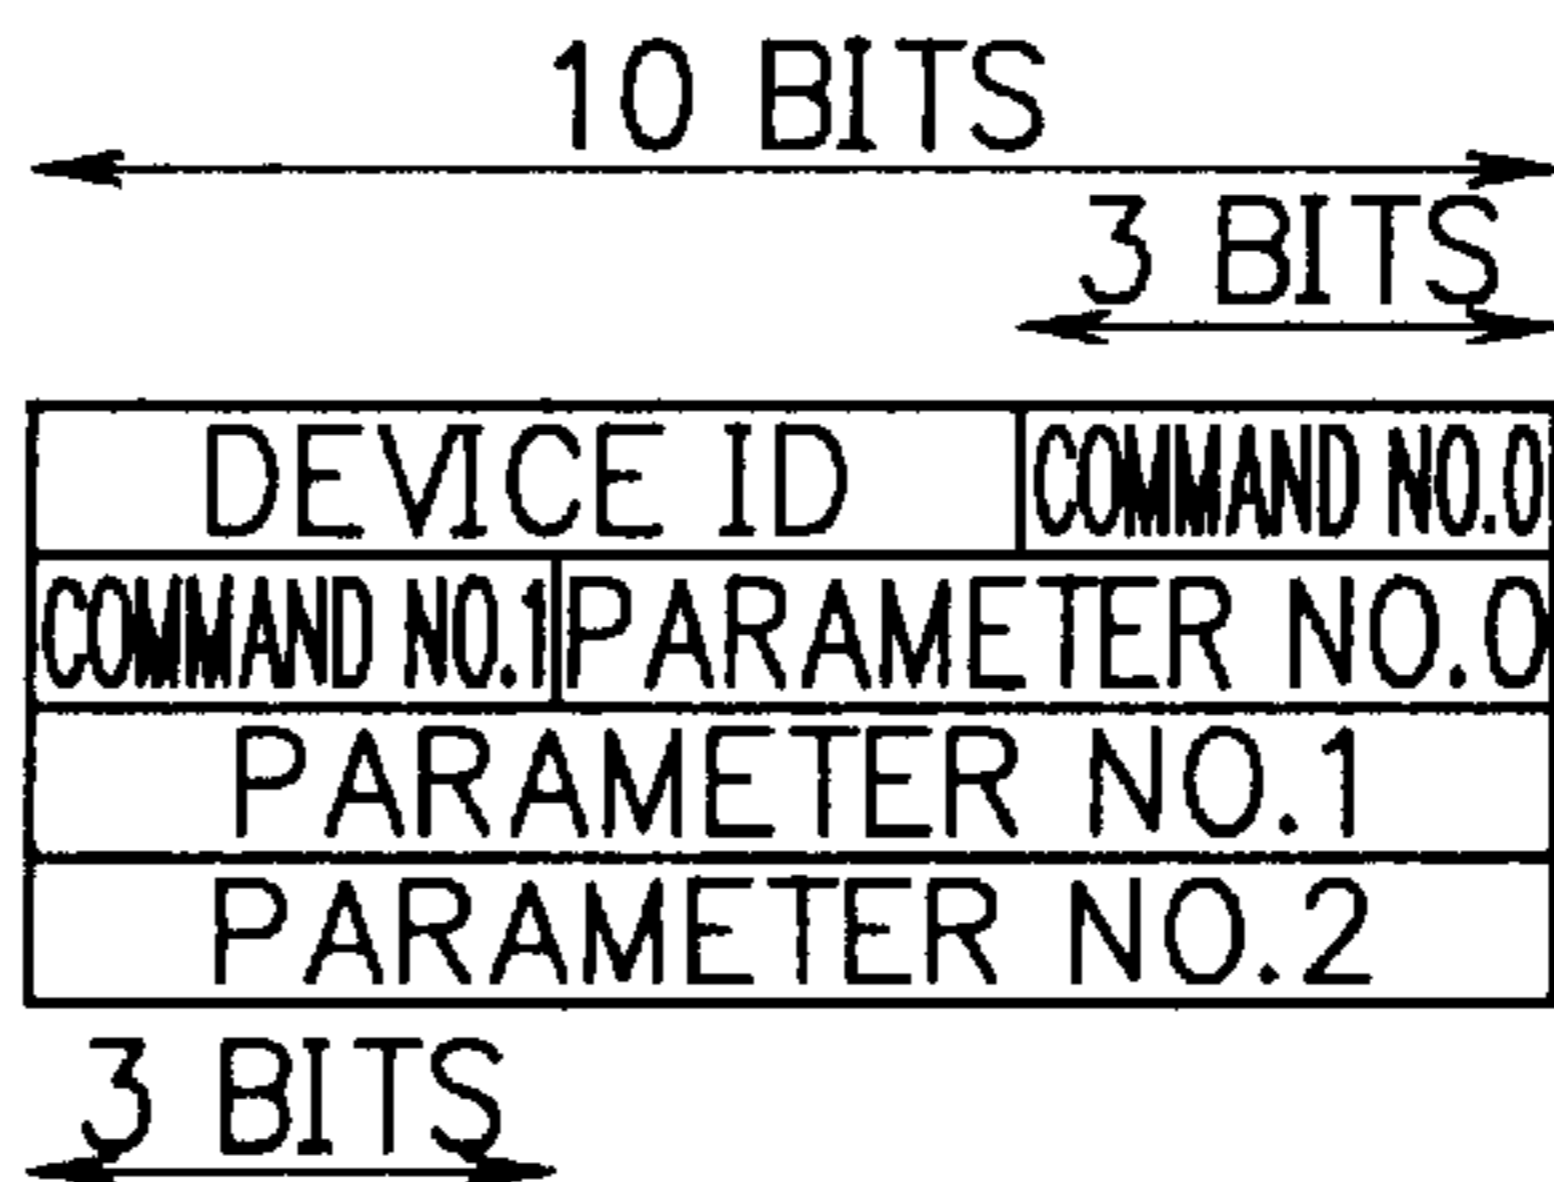 10 BITS
3 BITS
DEVICE ID COMMAND NO.0
COMMAND NO.1 PARAMETER NO.0
PARAMETER NO.1
PARAMETER NO.2
3 BITS